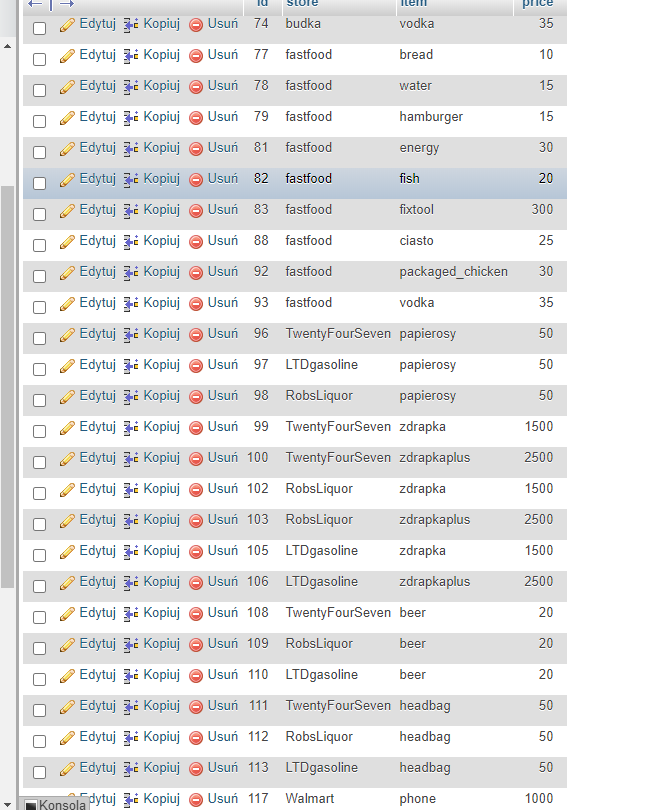 id store item price
Edytuj Kopiuj Usuń 74 budka vodka 35
Edytuj Kopiuj Usuń 77 fastfood bread 10
Edytuj Kopiuj Usuń 78 fastfood water 15
Edytuj Kopiuj Usuń 79 fastfood hamburger 15
Edytuj Kopiuj Usuń 81 fastfood energy 30
Edytuj Kopiuj Usuń 82 fastfood fish 20
Edytuj Kopiuj Usuń 83 fastfood fixtool 300
Edytuj Kopiuj Usuń 88 fastfood ciasto 25
Edytuj Kopiuj Usuń 92 fastfood packaged_chicken 30
Edytuj Kopiuj Usuń 93 fastfood vodka 35
Edytuj Kopiuj Usuń 96 TwentyFourSeven papierosy 50
Edytuj Kopiuj Usuń 97 LTDgasoline papierosy 50
Edytuj Kopiuj Usuń 98 RobsLiquor papierosy 50
Edytuj Kopiuj Usuń 99 TwentyFourSeven zdrapka 1500
Edytuj Kopiuj Usuń 100 TwentyFourSeven zdrapkaplus 2500
Edytuj Kopiuj Usuń 102 RobsLiquor zdrapka 1500
Edytuj Kopiuj Usuń 103 RobsLiquor zdrapkaplus 2500
Edytuj Kopiuj Usuń 105 LTDgasoline zdrapka 1500
Edytuj Kopiuj Usuń 106 LTDgasoline zdrapkaplus 2500
Edytuj Kopiuj Usuń 108 TwentyFourSeven beer 20
Edytuj Kopiuj Usuń 109 RobsLiquor beer 20
Edytuj Kopiuj Usuń 110 LTDgasoline beer 20
Edytuj Kopiuj Usuń 111 TwentyFourSeven headbag 50
Edytuj Kopiuj Usuń 112 RobsLiquor headbag 50
Edytuj Kopiuj Usuń 113 LTDgasoline headbag 50
Edytuj Kopiuj Usuń 117 Walmart phone 1000
Konsola